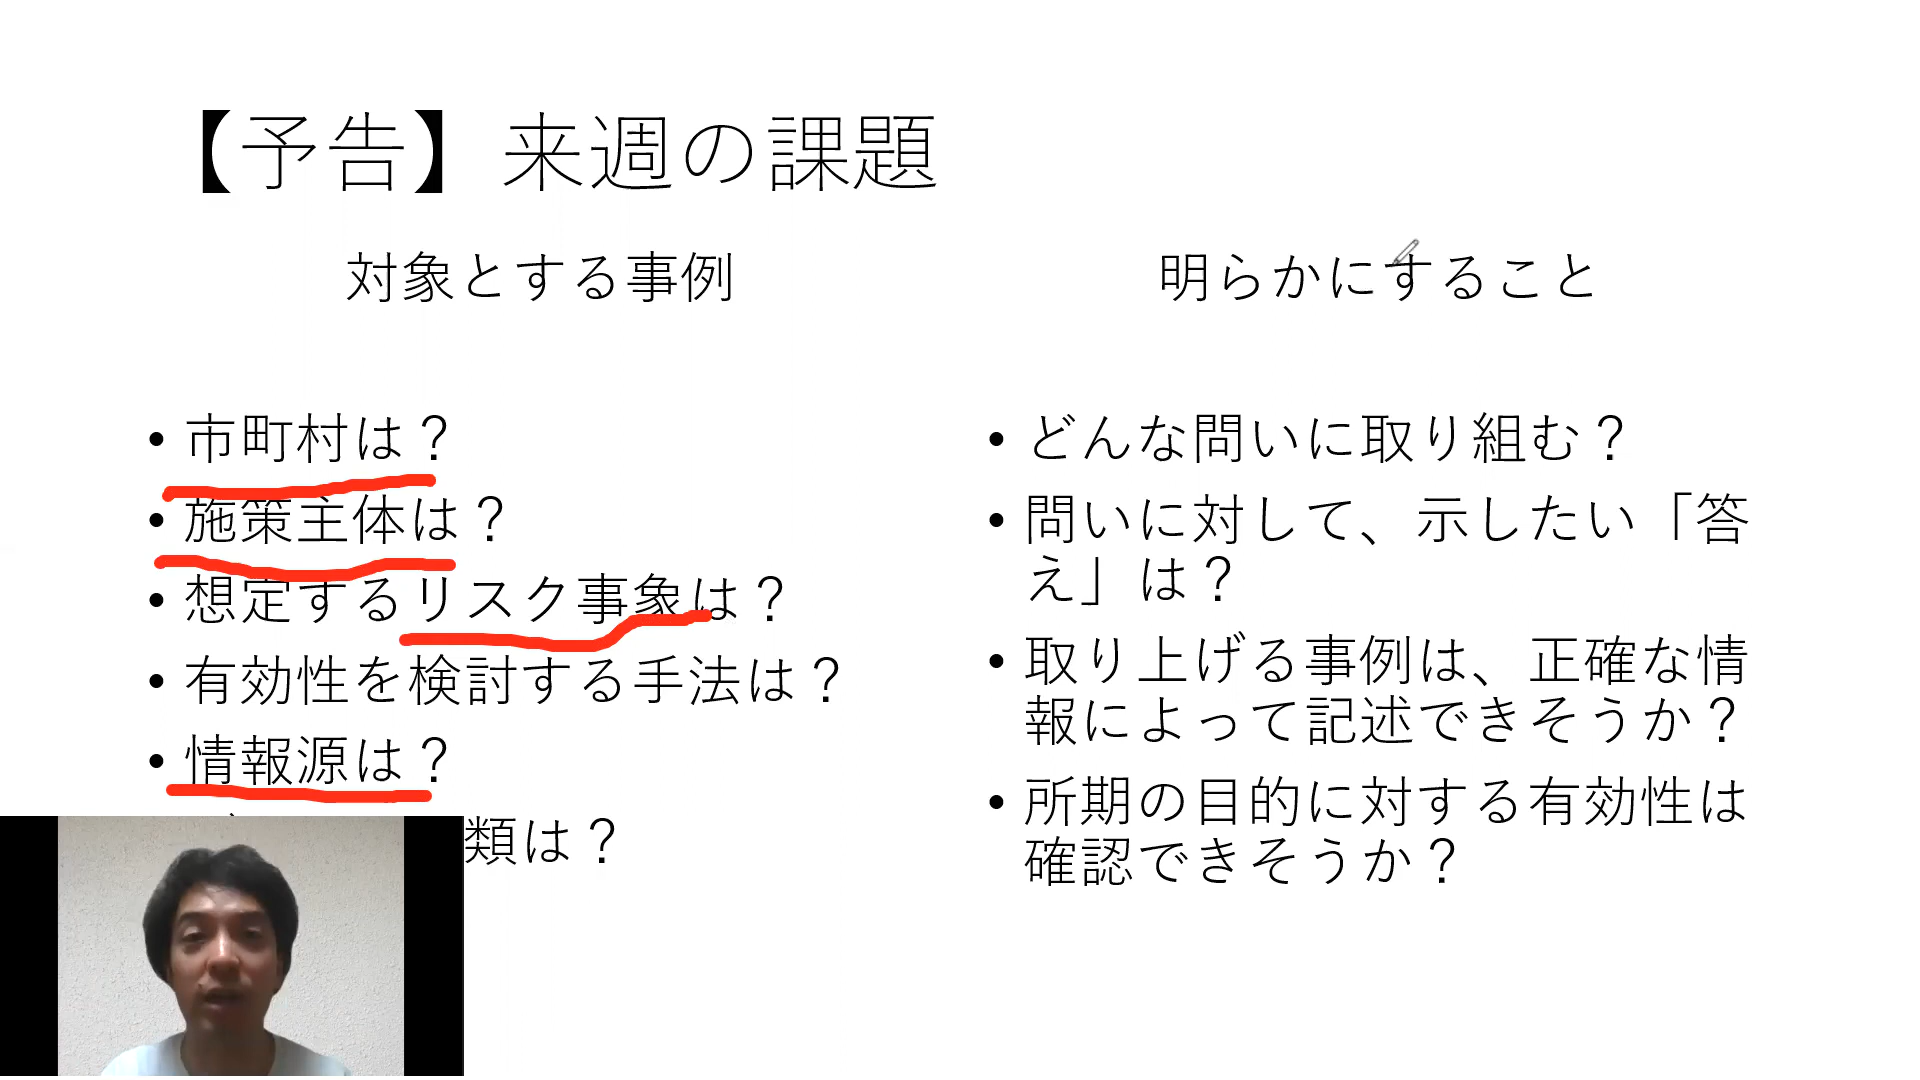 【予告】来週の課題
対象とする事例
• 市町村は？
• 施策主体は？
• 想定するリスク事象は？
• 有効性を検討する手法は？
• 情報源は？
類は？
明らかにすること
• どんな問いに取り組む？
• 問いに対して、示したい「答
え」は？
• 取り上げる事例は、正確な情
報によって記述できそうか？
• 所期の目的に対する有効性は
確認できそうか？